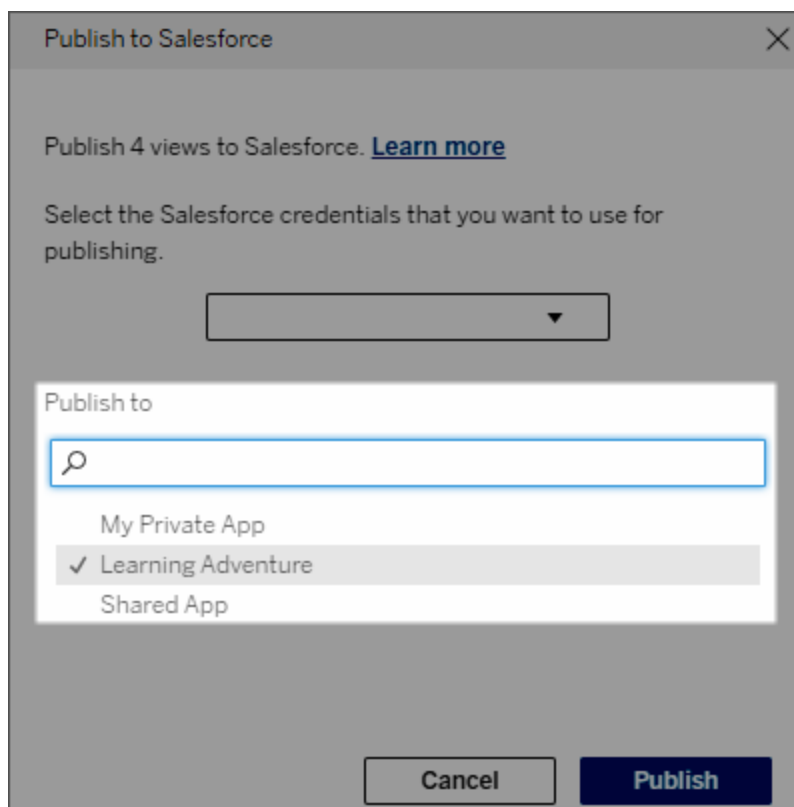 Publish to Salesforce
Publish 4 views to Salesforce. Learn more
Select the Salesforce credentials that you want to use for
publishing.
Publish to
My Private App
Learning Adventure
Shared App
Cancel
Publish